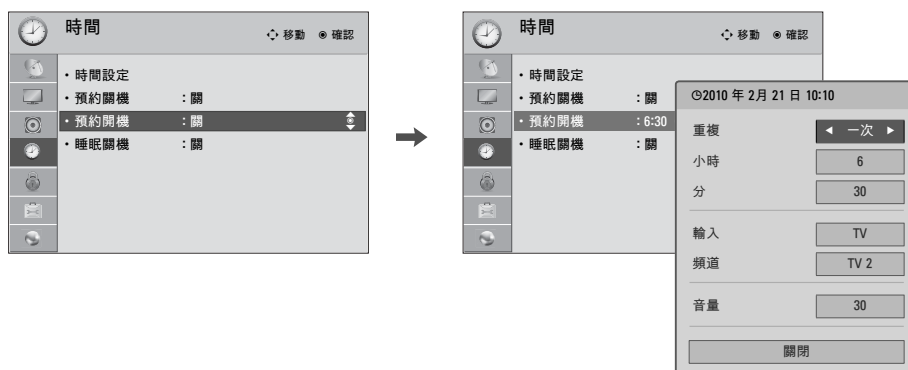 時間
移動 ◉ 確認
・時間設定
・預約關機 : 關
・預約開機 : 關
・睡眠關機 : 關
時間
移動 ◉ 確認
・時間設定
・預約關機 : 關
・預約開機 : 6:30
・睡眠關機 : 關
2010 年 2月 21 日 10:10
重複 ◀ 一次 ▶
小時 6
分 30
輸入 TV
頻道 TV 2
音量 30
關閉